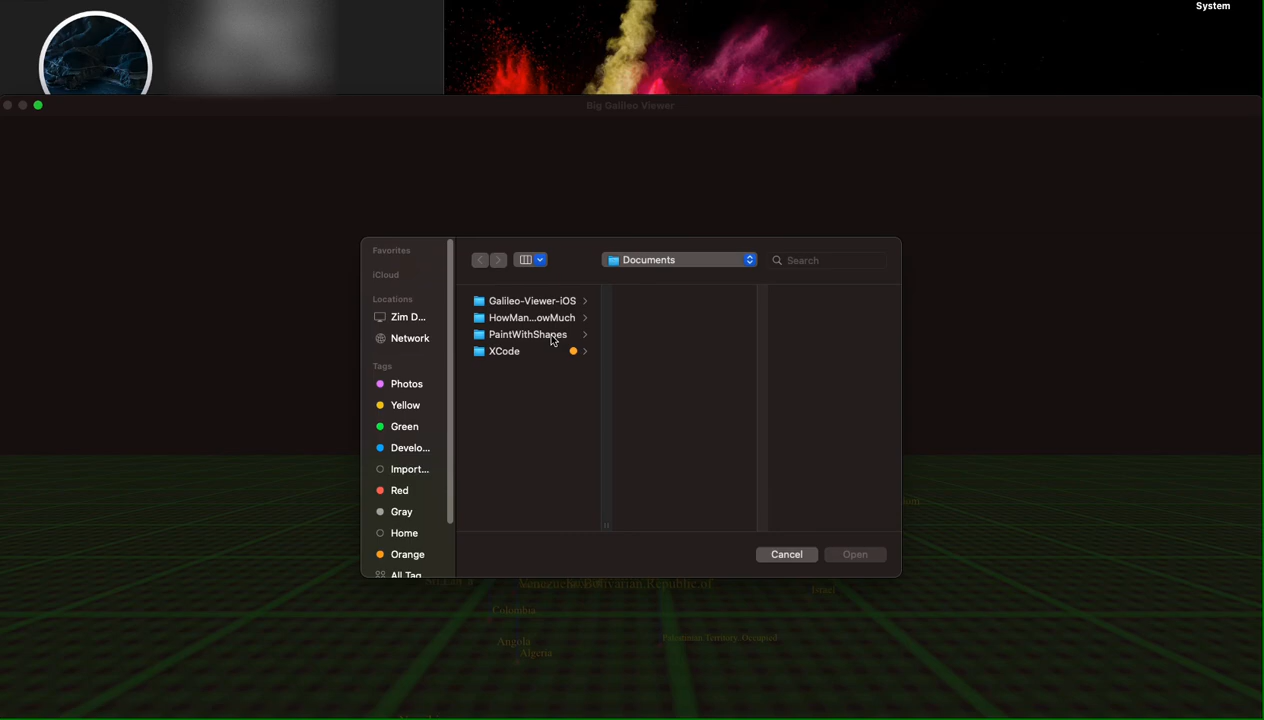 System
Big Galileo Viewer
Favorites
iCloud
Locations
Zim D...
Network
Tags
Photos
Yellow
Green
Develo...
Import...
Red
Gray
Home
Orange
All Tag
Documents
Search
Galileo-Viewer-iOS
HowMan...owMuch
PaintWithShapes
XCode
Cancel
Open
Venezuela, Bolivarian Republic of
Israel
Colombia
Palestinian Territory, Occupied
Angola
Algeria